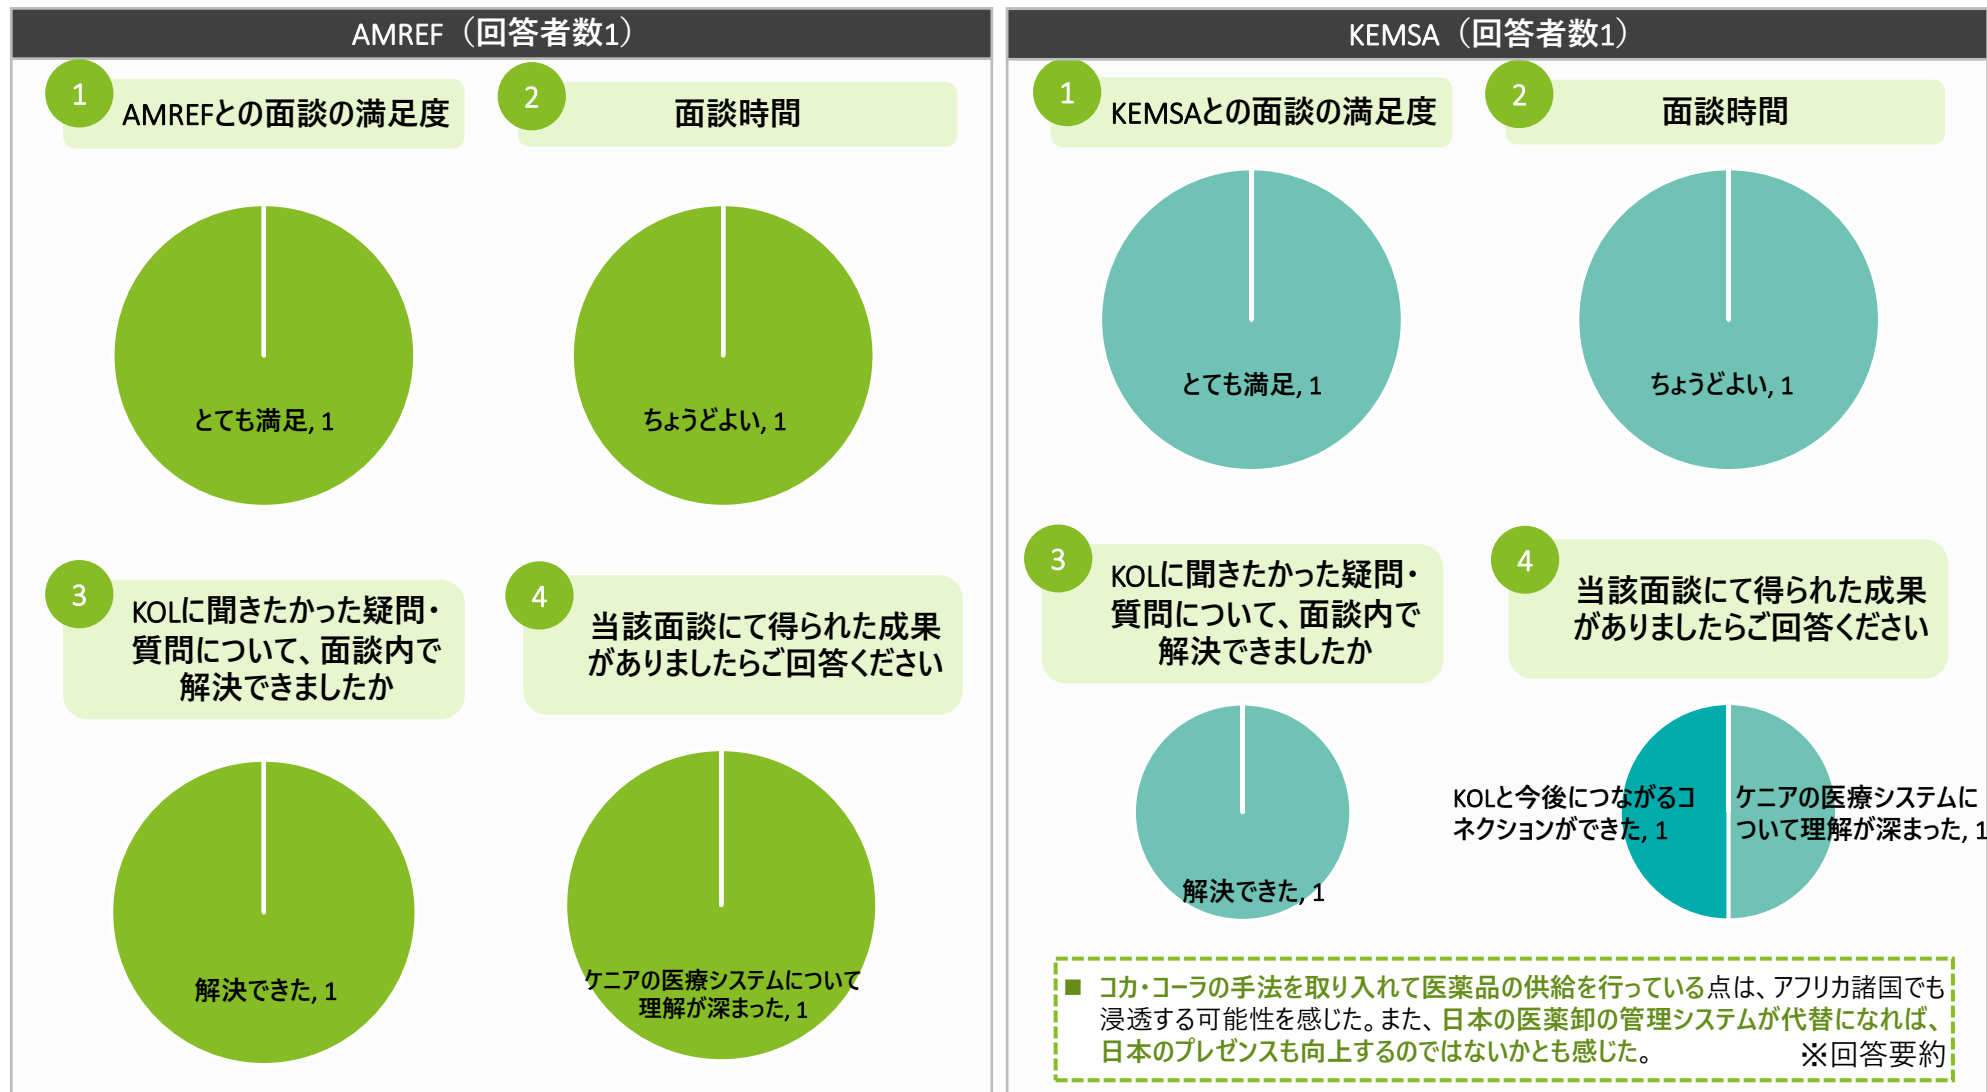 AMREF（回答者数1）
1
AMREFとの面談の満足度
2
面談時間
とても満足, 1
ちょうどよい, 1
3
KOLに聞きたかった疑問・
質問について、面談内で
解決できましたか
4
当該面談にて得られた成果
がありましたらご回答ください
解決できた, 1
ケニアの医療システムについて
理解が深まった, 1
KEMSA（回答者数1）
1
KEMSAとの面談の満足度
2
面談時間
とても満足, 1
ちょうどよい, 1
3
KOLに聞きたかった疑問・
質問について、面談内で
解決できましたか
4
当該面談にて得られた成果
がありましたらご回答ください
解決できた, 1
KOLと今後につながるコ
ネクションができた, 1
ケニアの医療システムに
ついて理解が深まった, 1
■ コカ・コーラの手法を取り入れて医薬品の供給を行っている点は、アフリカ諸国でも
浸透する可能性を感じた。また、日本の医薬卸の管理システムが代替になれば、
日本のプレゼンスも向上するのではないかとも感じた。
※回答要約